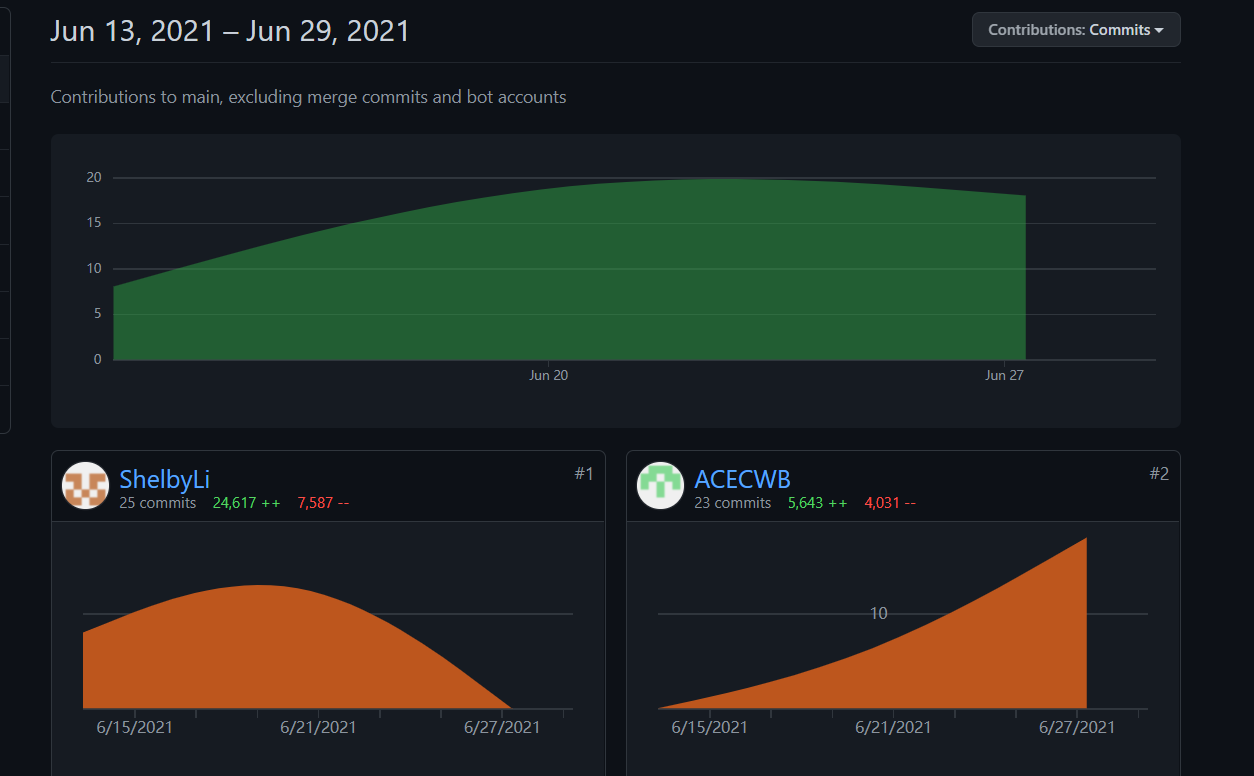 Jun 13, 2021 – Jun 29, 2021
Contributions: Commits
Contributions to main, excluding merge commits and bot accounts
20
15
10
5
0
Jun 20
Jun 27
ShelbyLi
#1
25 commits 24,617 ++ 7,587 --
6/15/2021
6/21/2021
6/27/2021
ACECWB
#2
23 commits 5,643 ++ 4,031 --
10
6/15/2021
6/21/2021
6/27/2021